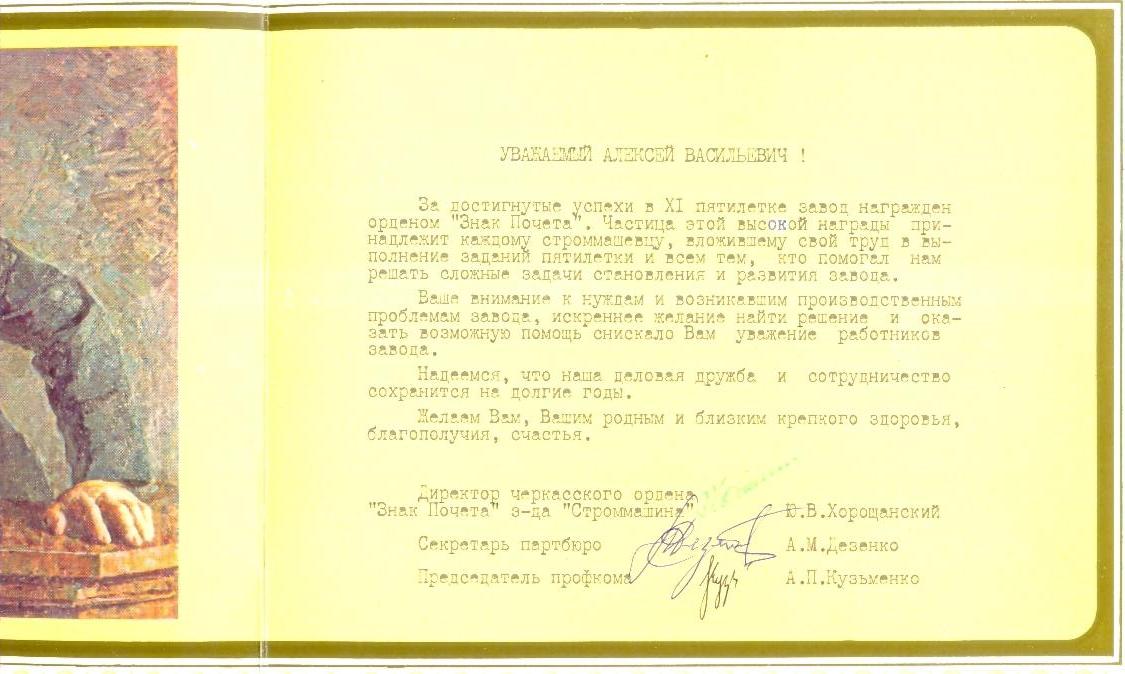 УВАЖАЕМЫЙ АЛЕКСЕЙ ВАСИЛЬЕВИЧ !
За достигнутые успехи в XI пятилетке завод награжден
орденом "Знак Почета". Частица этой высокой награды при-
надлежит каждому строммашевцу, вложившему свой труд в вы-
полнение заданий пятилетки и всем тем, кто помогал нам
решать сложные задачи становления и развития завода.
Ваше внимание к нуждам и возникавшим производственным
проблемам завода, искреннее желание найти решение и ока-
зать возможную помощь снискало Вам уважение работников
завода.
Надеемся, что наша деловая дружба и сотрудничество
сохранится на долгие годы.
Желаем Вам, Вашим родным и близким крепкого здоровья,
благополучия, счастья.
Директор черкасского ордена
"Знак Почета" з-да "Строммашина" Ю.В.Хорощанский
Секретарь партбюро А.М.Дезенко
Председатель профкома А.П.Кузьменко